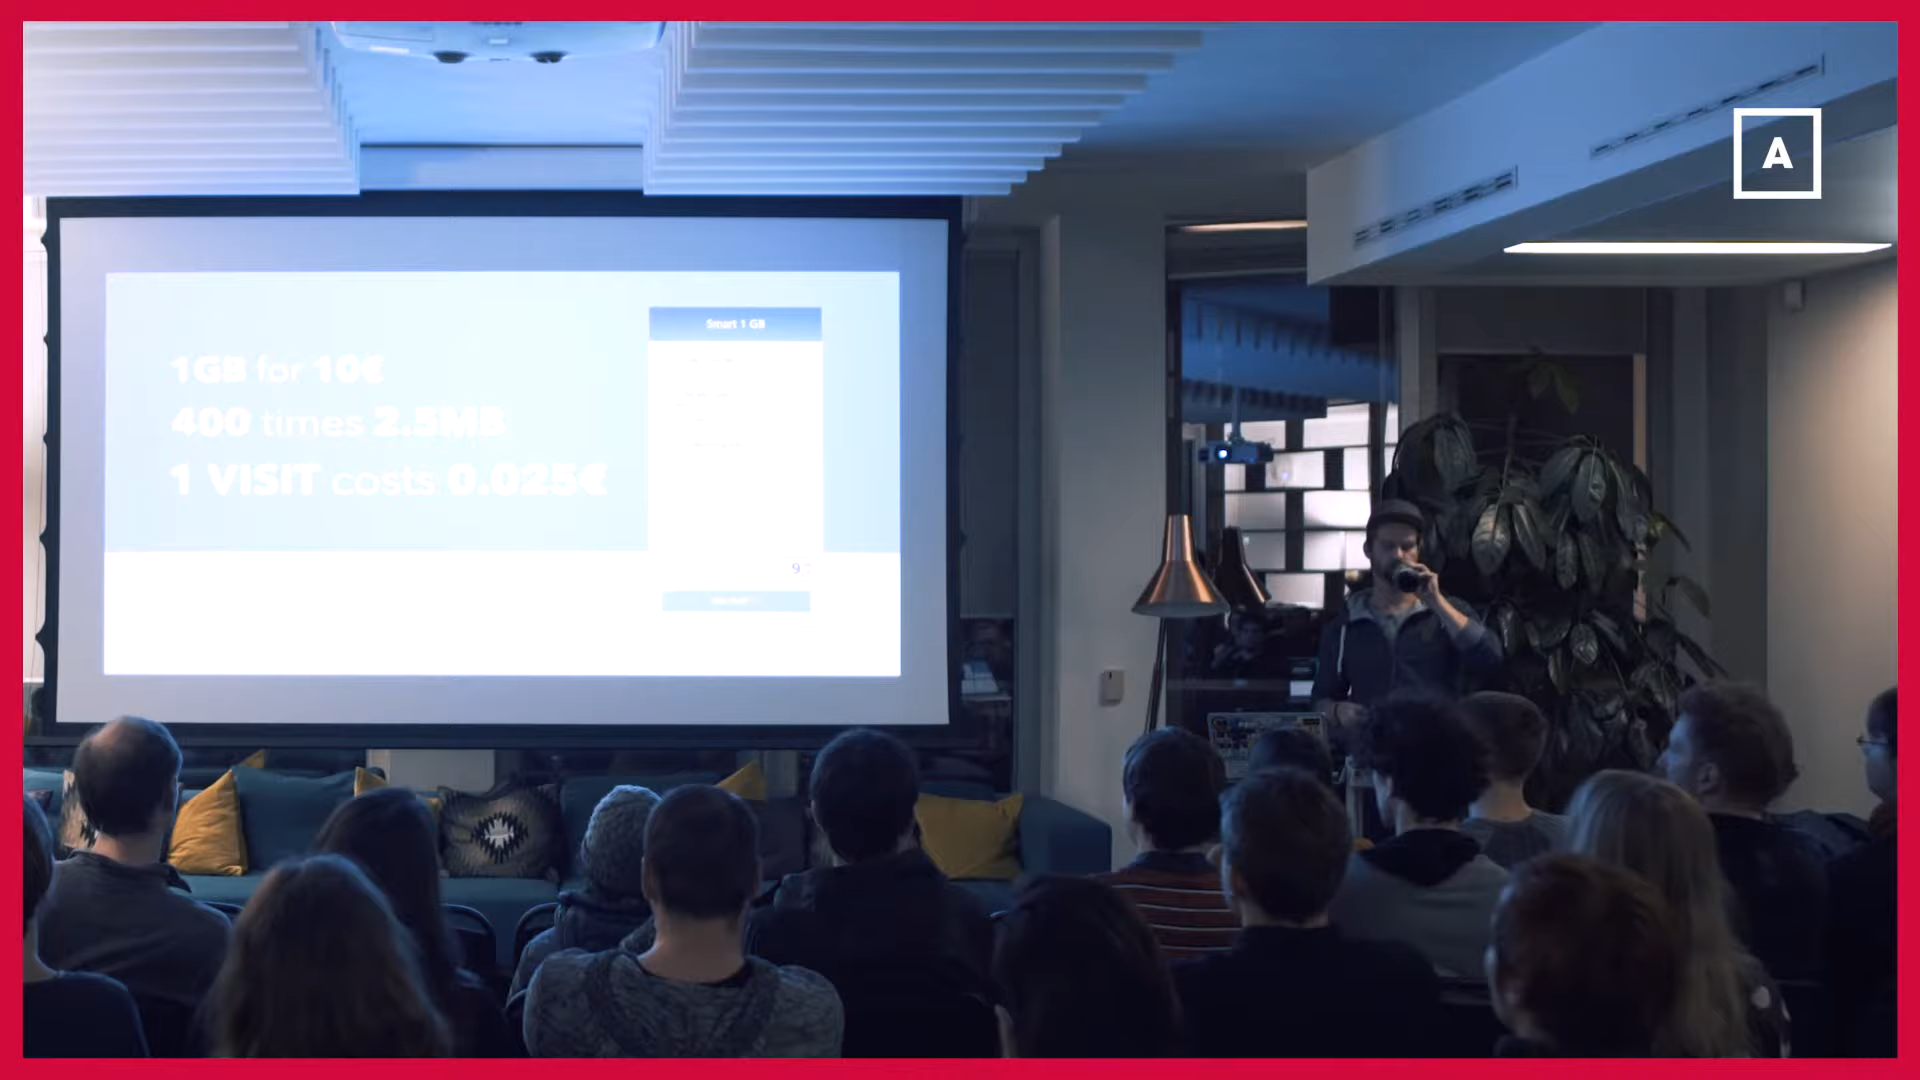 A
Smart 1 GB
1GB for 10€
400 times 2.5MB
1 VISIT costs 0.025€